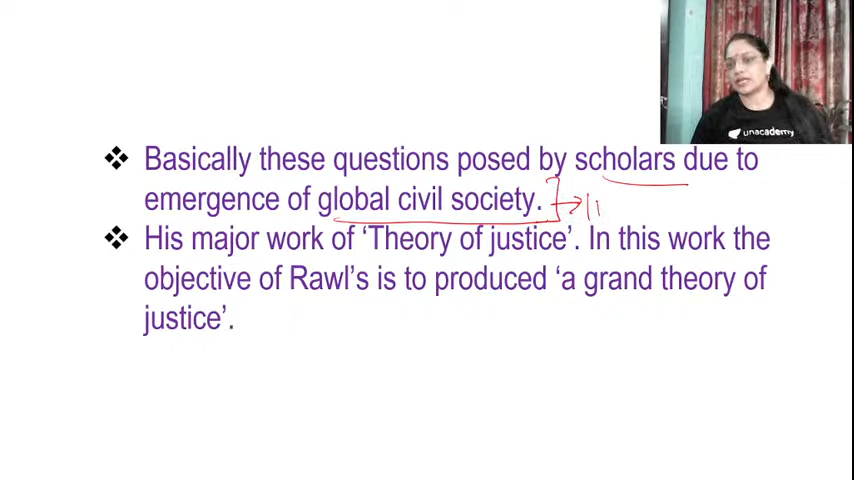 unacademy
❖ Basically these questions posed by scholars due to
emergence of global civil society.
❖ His major work of ‘Theory of justice’. In this work the
objective of Rawl’s is to produced ‘a grand theory of
justice’.